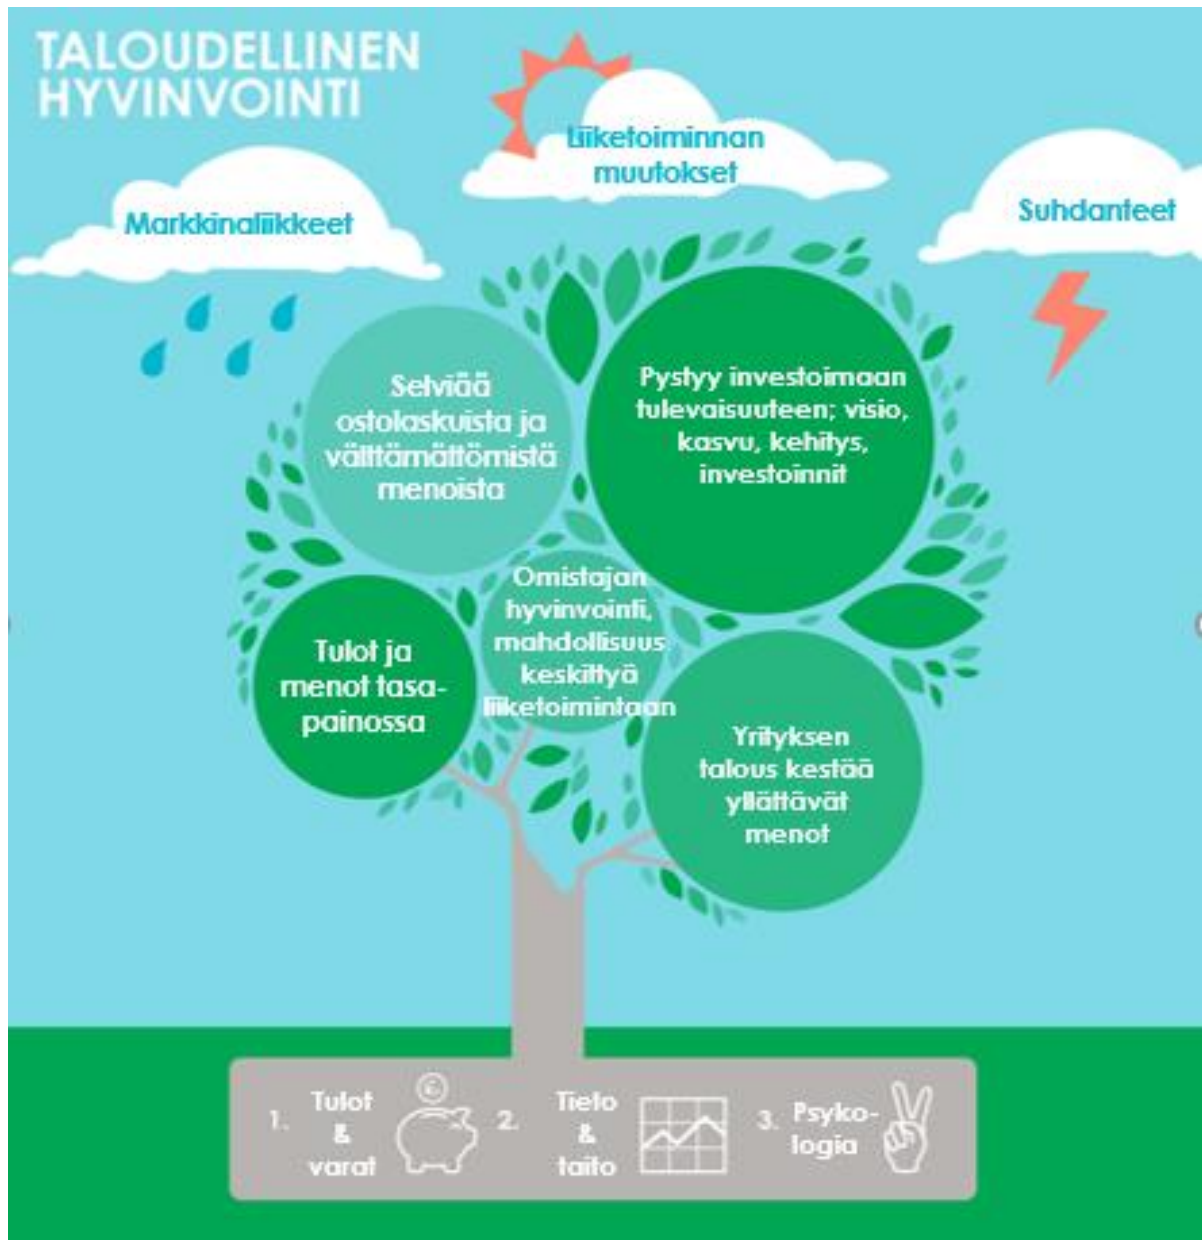 TALOUDELLINEN
HYVINVOINTI
Liiketoiminnan
muutokset
Markkinaliikkeet
Suhdanteet
Selviää
ostolaskuista ja
välttämättömistä
menoista
Pystyy investoimaan
tulevaisuuteen; visio,
kasvu, kehitys,
investoinnit
Omistajan
hyvinvointi,
mahdollisuus
keskittyä
liiketoimintaan
Tulot ja
menot tasa-
painossa
Yrityksen
talous kestää
yllättävät
menot
1. Tulot
&
varat
€
2. Tieto
&
taito
3. Psyko-
logia